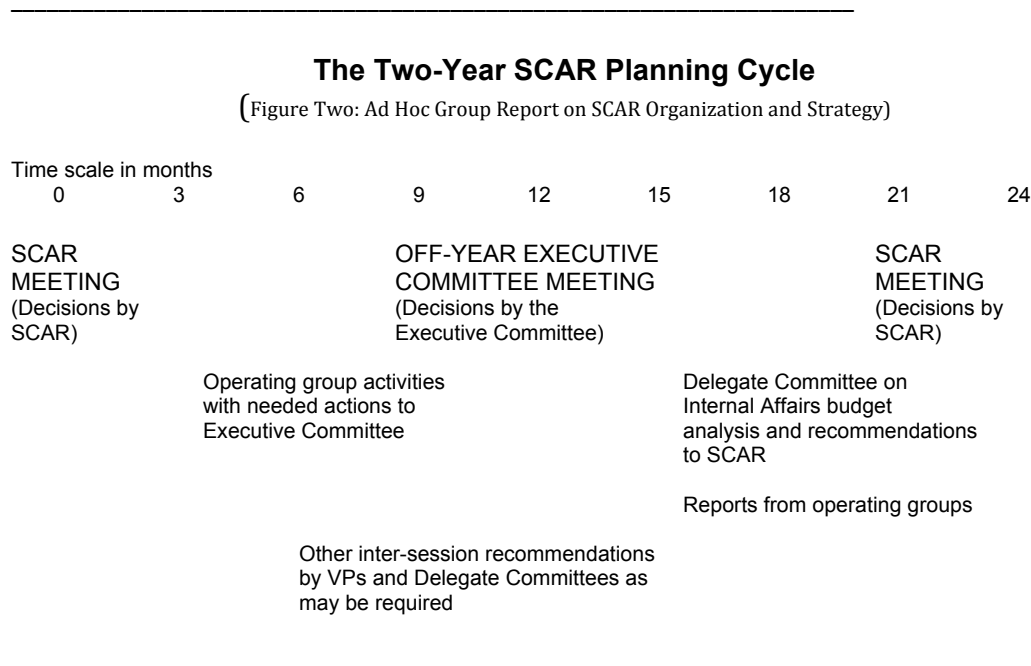 The Two-Year SCAR Planning Cycle
(Figure Two: Ad Hoc Group Report on SCAR Organization and Strategy)
Time scale in months
0 3 6 9 12 15 18 21 24
SCAR
MEETING
(Decisions by
SCAR)
OFF-YEAR EXECUTIVE
COMMITTEE MEETING
(Decisions by the
Executive Committee)
SCAR
MEETING
(Decisions by
SCAR)
Operating group activities
with needed actions to
Executive Committee
Delegate Committee on
Internal Affairs budget
analysis and recommendations
to SCAR
Reports from operating groups
Other inter-session recommendations
by VPs and Delegate Committees as
may be required